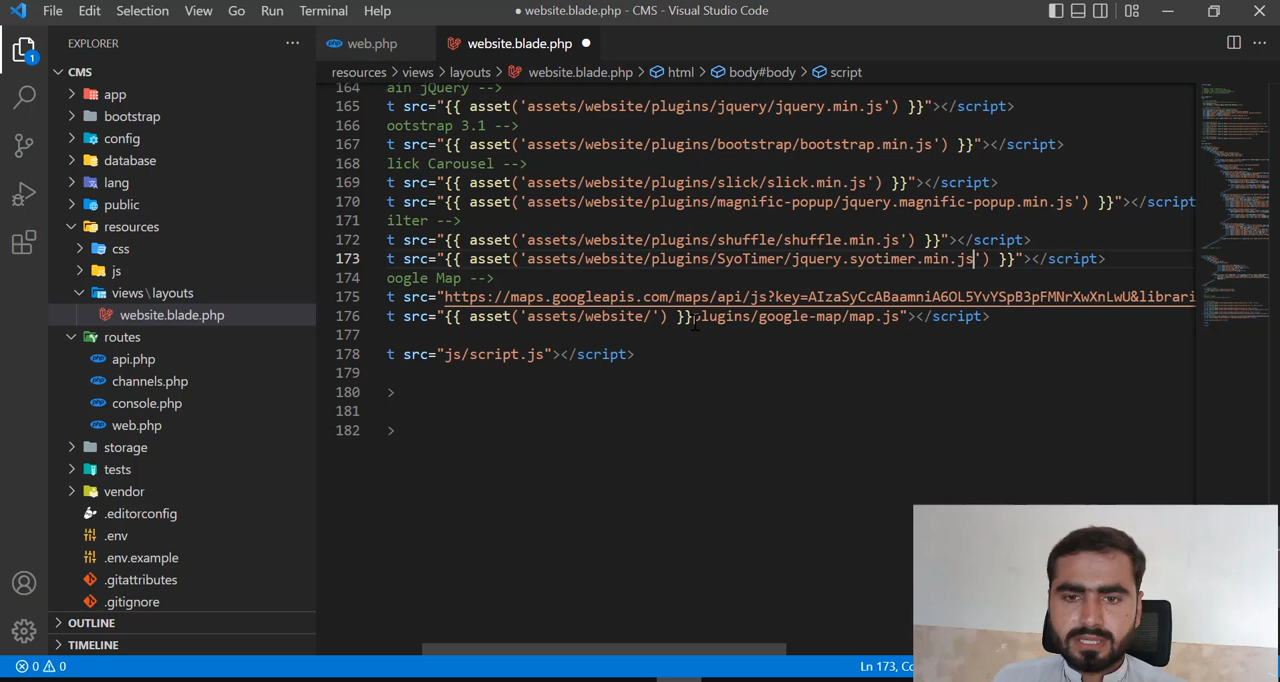 File Edit Selection View Go Run Terminal Help
● website.blade.php - CMS - Visual Studio Code
EXPLORER
web.php
website.blade.php
CMS
resources > views > layouts > website.blade.php > html > body#body > script
1
app
bootstrap
config
database
lang
public
resources
css
js
views\layouts
website.blade.php
routes
api.php
channels.php
console.php
web.php
storage
tests
vendor
.editorconfig
.env
.env.example
.gitattributes
.gitignore
OUTLINE
TIMELINE
164 ain jQuery -->
165 t src="{{ asset('assets/website/plugins/jquery/jquery.min.js') }}"></script>
166 ootstrap 3.1 -->
167 t src="{{ asset('assets/website/plugins/bootstrap/bootstrap.min.js') }}"></script>
168 lick Carousel -->
169 t src="{{ asset('assets/website/plugins/slick/slick.min.js') }}"></script>
170 t src="{{ asset('assets/website/plugins/magnific-popup/jquery.magnific-popup.min.js') }}"></script
171 ilter -->
172 t src="{{ asset('assets/website/plugins/shuffle/shuffle.min.js') }}"></script>
173 t src="{{ asset('assets/website/plugins/SyoTimer/jquery.syotimer.min.js') }}"></script>
174 oogle Map -->
175 t src="https://maps.googleapis.com/maps/api/js?key=AIzaSyCcABaamniA6OL5YvYSpB3pFMNrXwXnLwU&librari
176 t src="{{ asset('assets/website/') }}plugins/google-map/map.js"></script>
177
178 t src="js/script.js"></script>
179
180 >
181
182 >
0 0
Ln 173, Co